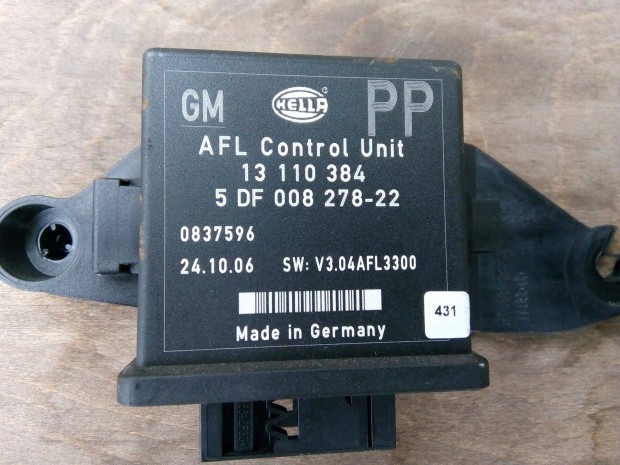 GM HELLA ® PP
AFL Control Unit
13 110 384
5 DF 008 278-22
0837596
24.10.06 SW: V3.04AFL3300
431
Made in Germany